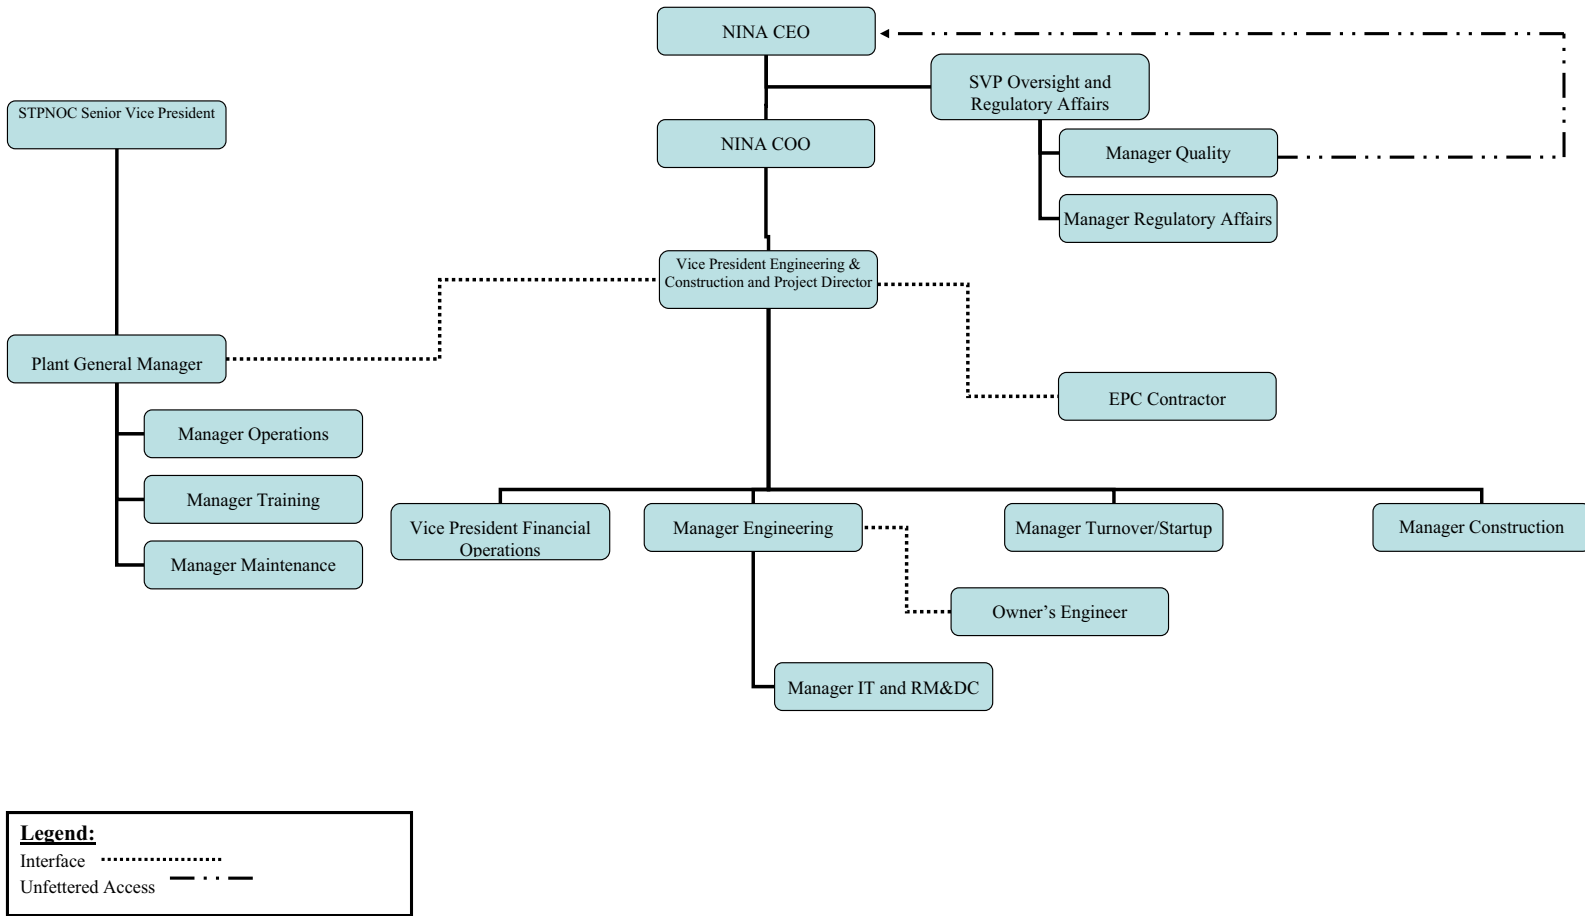 NINA CEO
SVP Oversight and
Regulatory Affairs
STPNOC Senior Vice President
NINA COO
Manager Quality
Manager Regulatory Affairs
Vice President Engineering &
Construction and Project Director
Plant General Manager
EPC Contractor
Manager Operations
Manager Training
Manager Maintenance
Vice President Financial
Operations
Manager Engineering
Manager Turnover/Startup
Manager Construction
Owner’s Engineer
Manager IT and RM&DC
Legend:
Interface
Unfettered Access